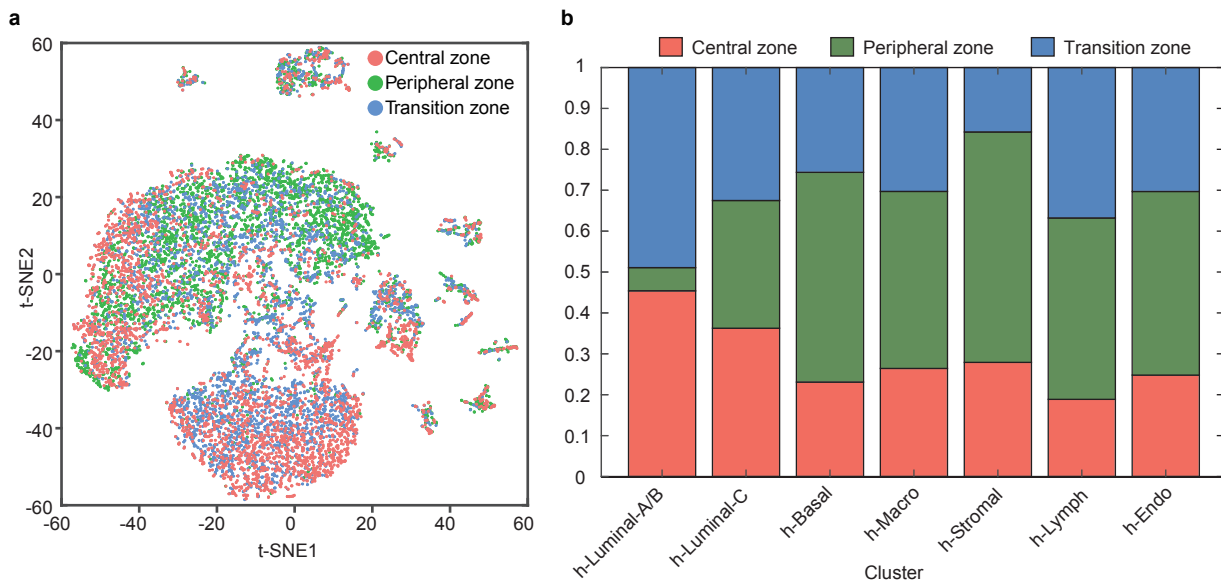 a
60
40
20
0
-20
-40
-60
t-SNE2
Central zone
Peripheral zone
Transition zone
-60
-40
-20
0
20
40
60
t-SNE1
b
Central zone
Peripheral zone
Transition zone
1
0.9
0.8
0.7
0.6
0.5
0.4
0.3
0.2
0.1
0
h-Luminal-A/B
h-Luminal-C
h-Basal
h-Macro
h-Stromal
h-Lymph
h-Endo
Cluster